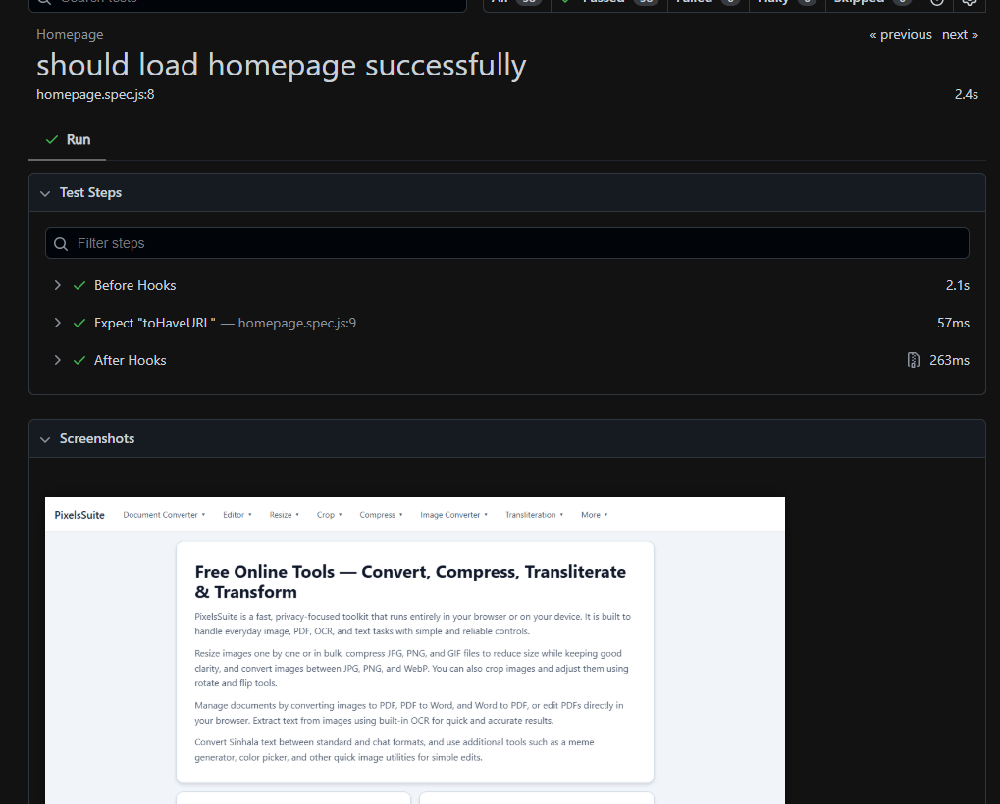 Search tests All 58 Passed 58 Failed 0 Flaky 0 Skipped 0
Homepage « previous next »
should load homepage successfully
homepage.spec.js:8 2.4s
Run
Test Steps
Filter steps
Before Hooks 2.1s
Expect "toHaveURL" — homepage.spec.js:9 57ms
After Hooks 263ms
Screenshots
PixelsSuite Document Converter Editor Resize Crop Compress Image Converter Transliteration More
Free Online Tools — Convert, Compress, Transliterate
& Transform
PixelsSuite is a fast, privacy-focused toolkit that runs entirely in your browser or on your device. It is built to
handle everyday image, PDF, OCR, and text tasks with simple and reliable controls.
Resize images one by one or in bulk, compress JPG, PNG, and GIF files to reduce size while keeping good
clarity, and convert images between JPG, PNG, and WebP. You can also crop images and adjust them using
rotate and flip tools.
Manage documents by converting images to PDF, PDF to Word, and Word to PDF, or edit PDFs directly in
your browser. Extract text from images using built-in OCR for quick and accurate results.
Convert Sinhala text between standard and chat formats, and use additional tools such as a meme
generator, color picker, and other quick image utilities for simple edits.